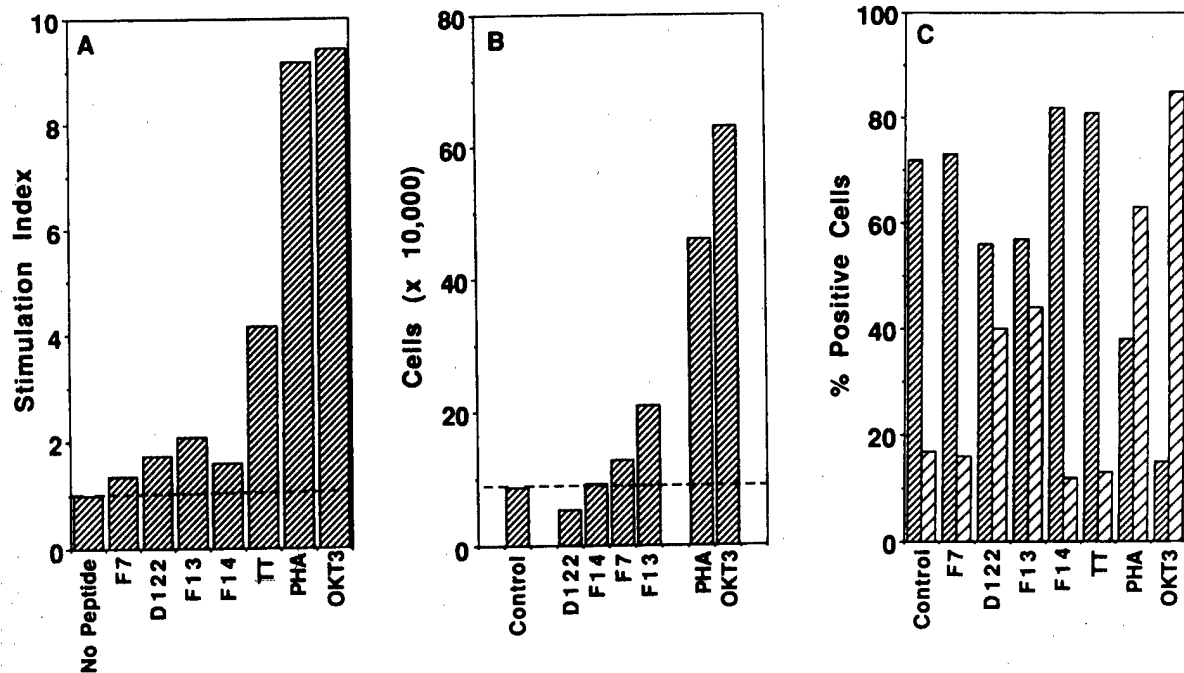 A
Stimulation Index
10
8
6
4
2
0
No Peptide
F7
D122
F13
F14
TT
PHA
OKT3
B
Cells (x 10,000)
80
60
40
20
0
Control
D122
F14
F7
F13
PHA
OKT3
C
% Positive Cells
100
80
60
40
20
0
Control
F7
D122
F13
F14
TT
PHA
OKT3